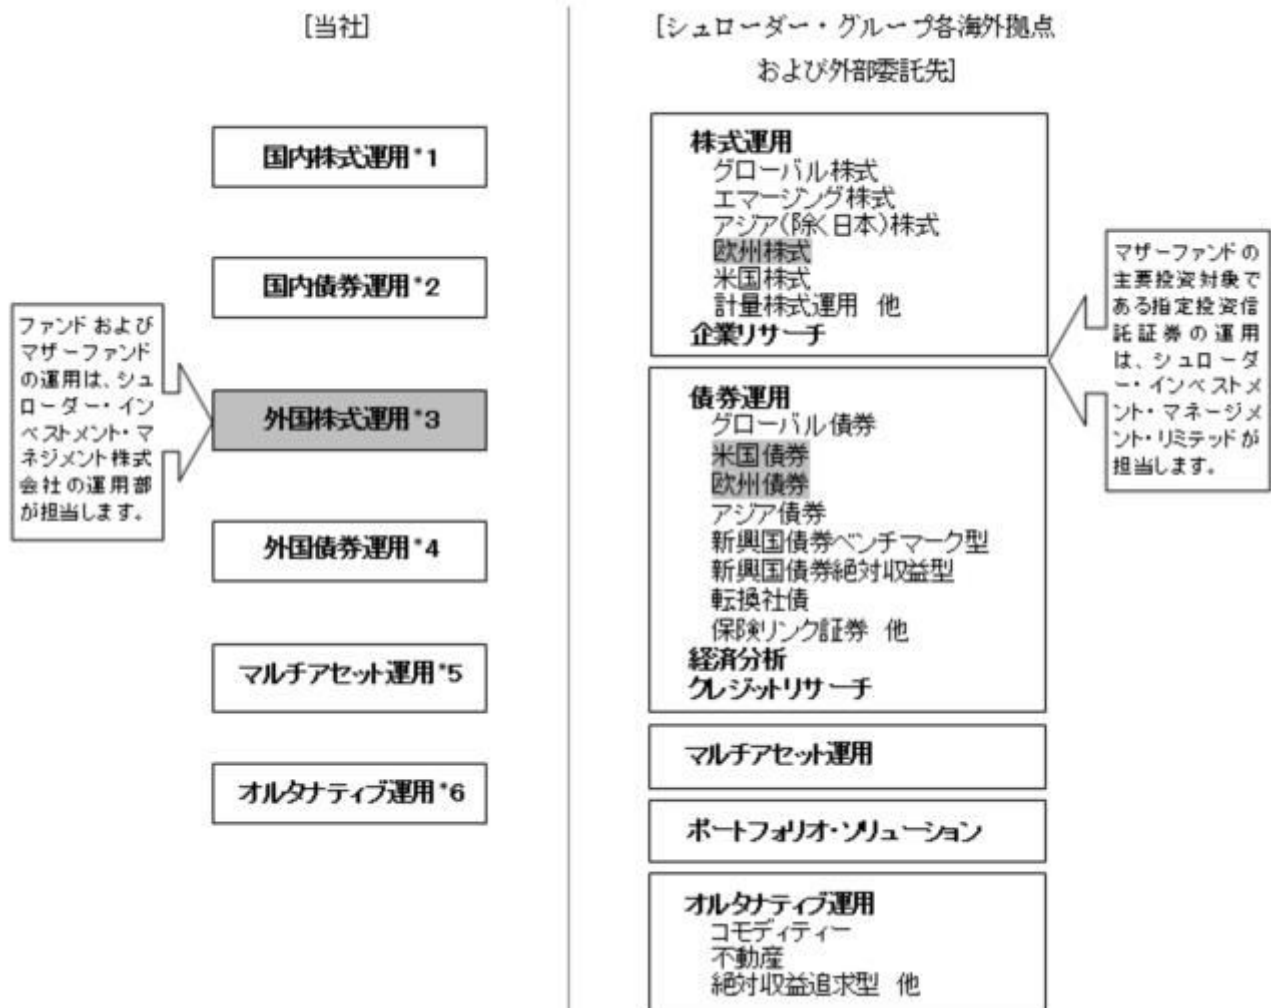 [当社]
国内株式運用*1
国内債券運用*2
ファンドおよび
マザーファンド
の運用は、シュ
ローダー・イン
ベストメント・マ
ネジメント株式
会社の運用部
が担当します。
外国株式運用*3
外国債券運用*4
マルチアセット運用*5
オルタナティブ運用*6
[シュローダー・グループ各海外拠点
および外部委託先]
株式運用
グローバル株式
エマージング株式
アジア(除く日本)株式
欧州株式
米国株式
計量株式運用 他
企業リサーチ
マザーファンドの
主要投資対象で
ある指定投資信
託証券の運用
は、シュローダ
ー・インベストメ
ント・マネージメ
ント・リミテッドが
担当します。
債券運用
グローバル債券
米国債券
欧州債券
アジア債券
新興国債券ベンチマーク型
新興国債券絶対収益型
転換社債
保険リンク証券 他
経済分析
クレジットリサーチ
マルチアセット運用
ポートフォリオ・ソリューション
オルタナティブ運用
コモディティー
不動産
絶対収益追求型 他